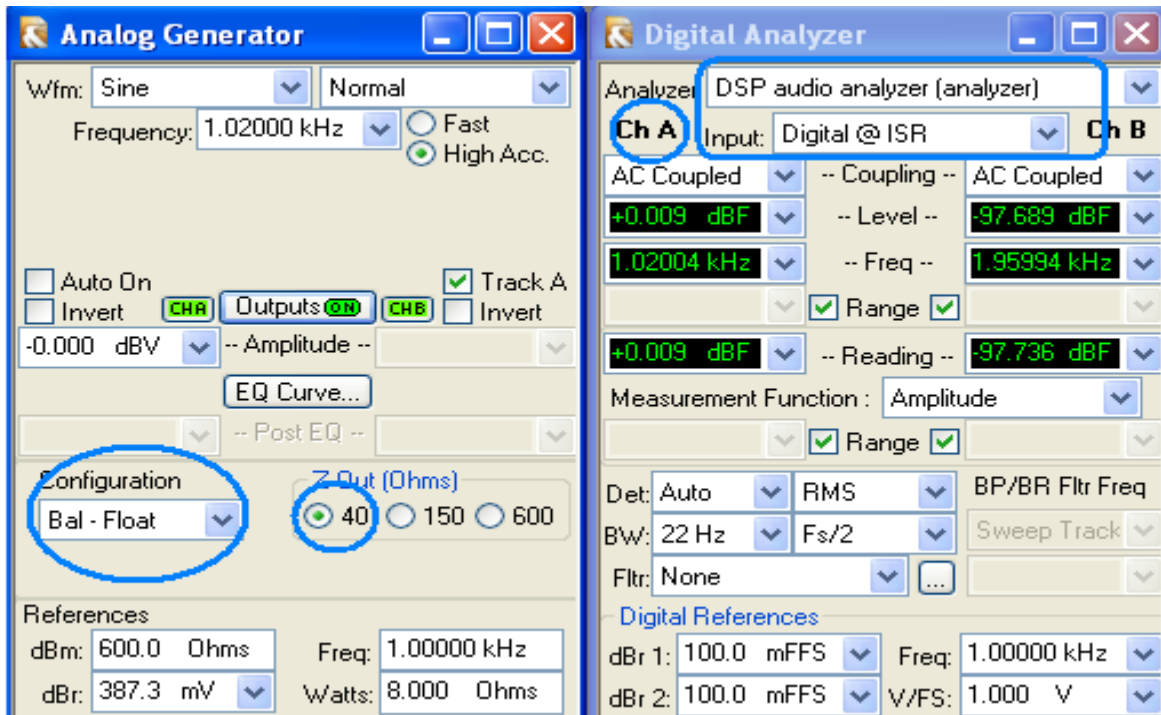 Analog Generator
Wfm: Sine Normal
Frequency: 1.02000 kHz Fast
High Acc.
Auto On Track A
Invert CHA Outputs ON CHB Invert
-0.000 dBV -- Amplitude --
EQ Curve...
-- Post EQ --
Configuration Z Out (Ohms)
Bal - Float 40 150 600
References
dBm: 600.0 Ohms Freq: 1.00000 kHz
dBr: 387.3 mV Watts: 8.000 Ohms
Digital Analyzer
Analyzer DSP audio analyzer (analyzer)
Ch A Input: Digital @ ISR Ch B
AC Coupled -- Coupling -- AC Coupled
+0.009 dBF -- Level -- -97.689 dBF
1.02004 kHz -- Freq -- 1.95994 kHz
Range
+0.009 dBF -- Reading -- -97.736 dBF
Measurement Function : Amplitude
Range
Det: Auto RMS BP/BR Fltr Freq
BW: 22 Hz Fs/2 Sweep Track
Fltr: None ...
Digital References
dBr 1: 100.0 mFFS Freq: 1.00000 kHz
dBr 2: 100.0 mFFS V/FS: 1.000 V